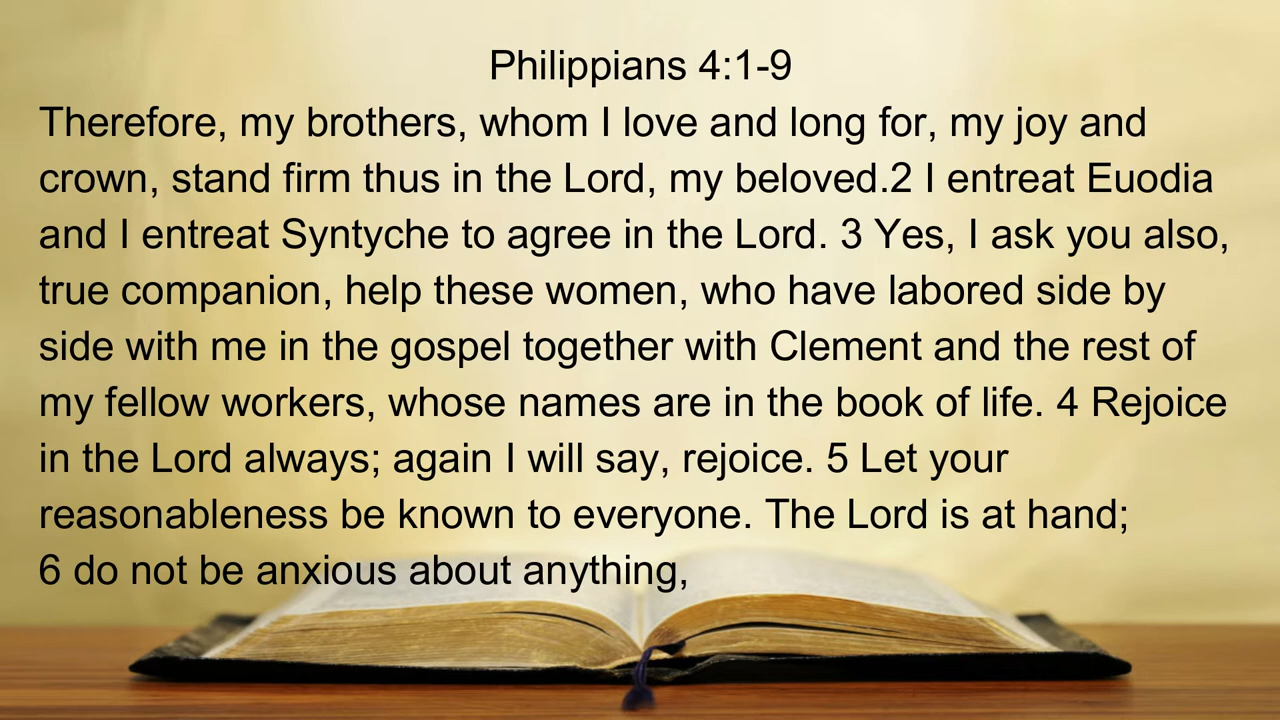 Philippians 4:1-9
Therefore, my brothers, whom I love and long for, my joy and
crown, stand firm thus in the Lord, my beloved.2 I entreat Euodia
and I entreat Syntyche to agree in the Lord. 3 Yes, I ask you also,
true companion, help these women, who have labored side by
side with me in the gospel together with Clement and the rest of
my fellow workers, whose names are in the book of life. 4 Rejoice
in the Lord always; again I will say, rejoice. 5 Let your
reasonableness be known to everyone. The Lord is at hand;
6 do not be anxious about anything,